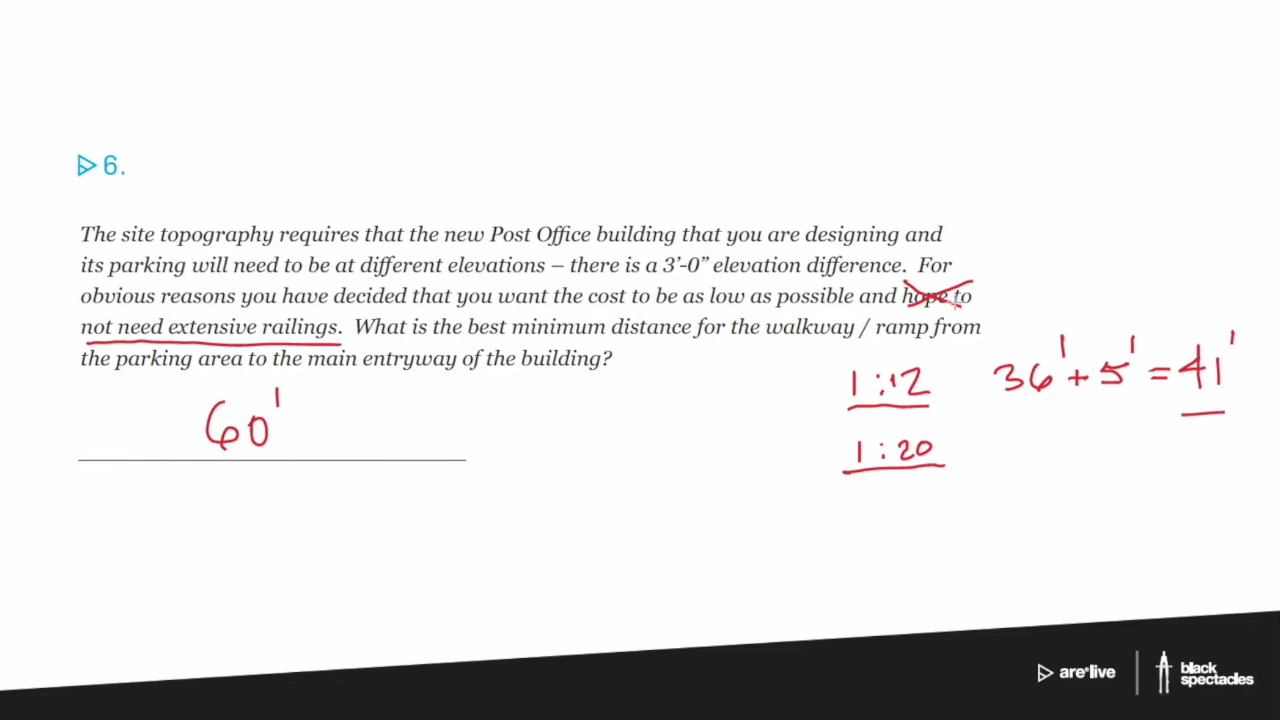 6.
The site topography requires that the new Post Office building that you are designing and
its parking will need to be at different elevations – there is a 3’-0” elevation difference. For
obvious reasons you have decided that you want the cost to be as low as possible and hope to
not need extensive railings. What is the best minimum distance for the walkway / ramp from
the parking area to the main entryway of the building?
1:12
36' + 5' = 41'
60'
1:20
are live
black
spectacles